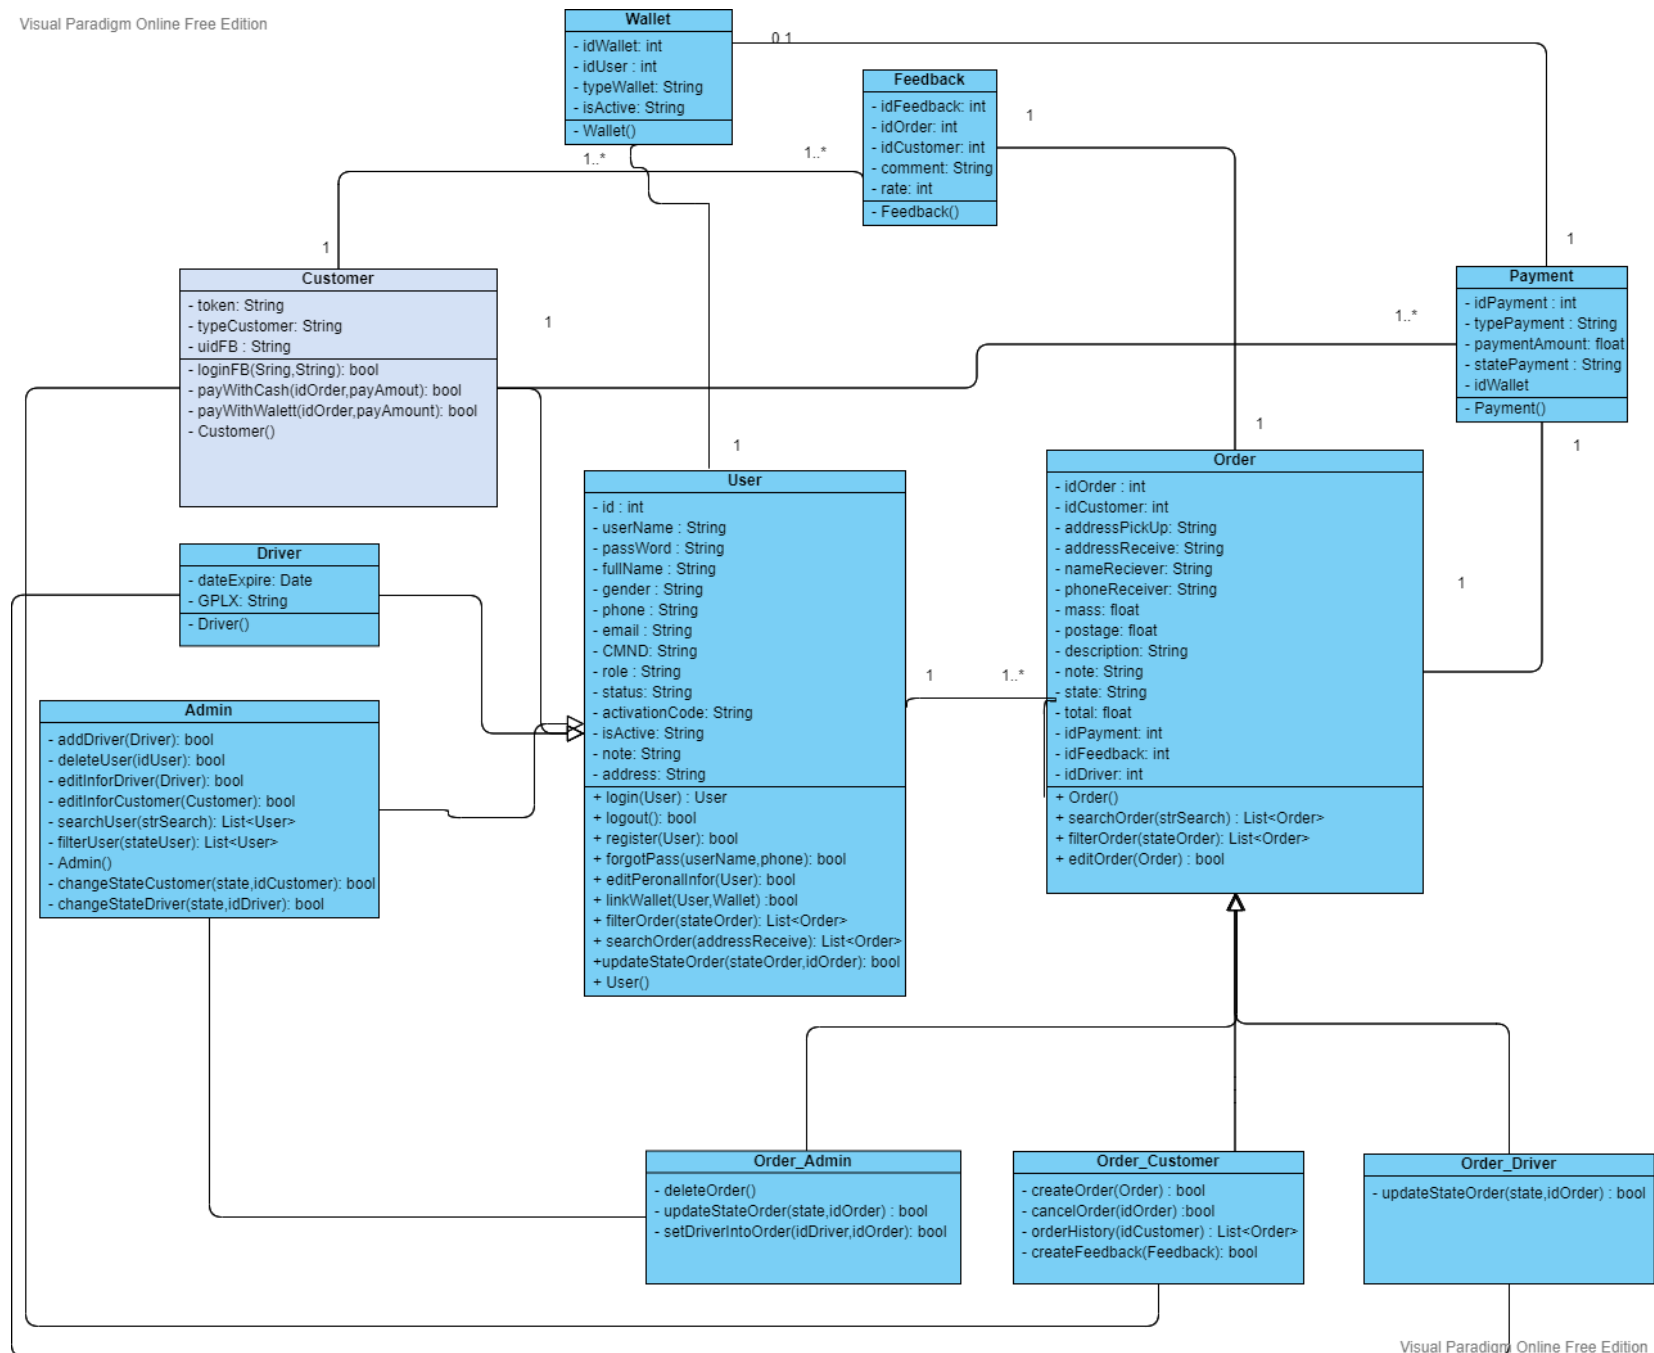 Visual Paradigm Online Free Edition
Wallet
- idWallet: int
- idUser : int
- typeWallet: String
- isActive: String
- Wallet()
0.1
1..*
Feedback
- idFeedback: int
- idOrder: int
- idCustomer: int
- comment: String
- rate: int
- Feedback()
1
1..*
1
Customer
- token: String
- typeCustomer: String
- uidFB : String
- loginFB(Sring,String): bool
- payWithCash(idOrder,payAmout): bool
- payWithWalett(idOrder,payAmount): bool
- Customer()
1
1
Payment
- idPayment : int
- typePayment : String
- paymentAmount: float
- statePayment : String
- idWallet
- Payment()
1..*
1
1
1
1
Driver
- dateExpire: Date
- GPLX: String
- Driver()
User
- id : int
- userName : String
- passWord : String
- fullName : String
- gender : String
- phone : String
- email : String
- CMND: String
- role : String
- status: String
- activationCode: String
- isActive: String
- note: String
- address: String
+ login(User) : User
+ logout(): bool
+ register(User): bool
+ forgotPass(userName,phone): bool
+ editPeronalInfor(User): bool
+ linkWallet(User,Wallet) :bool
+ filterOrder(stateOrder): List<Order>
+ searchOrder(addressReceive): List<Order>
+updateStateOrder(stateOrder,idOrder): bool
+ User()
1
1..*
Order
- idOrder : int
- idCustomer: int
- addressPickUp: String
- addressReceive: String
- nameReciever: String
- phoneReceiver: String
- mass: float
- postage: float
- description: String
- note: String
- state: String
- total: float
- idPayment: int
- idFeedback: int
- idDriver: int
+ Order()
+ searchOrder(strSearch) : List<Order>
+ filterOrder(stateOrder): List<Order>
+ editOrder(Order) : bool
Admin
- addDriver(Driver): bool
- deleteUser(idUser): bool
- editInforDriver(Driver): bool
- editInforCustomer(Customer): bool
- searchUser(strSearch): List<User>
- filterUser(stateUser): List<User>
- Admin()
- changeStateCustomer(state,idCustomer): bool
- changeStateDriver(state,idDriver): bool
Order_Admin
- deleteOrder()
- updateStateOrder(state,idOrder) : bool
- setDriverIntoOrder(idDriver,idOrder): bool
Order_Customer
- createOrder(Order) : bool
- cancelOrder(idOrder) :bool
- orderHistory(idCustomer) : List<Order>
- createFeedback(Feedback): bool
Order_Driver
- updateStateOrder(state,idOrder) : bool
Visual Paradigm Online Free Edition